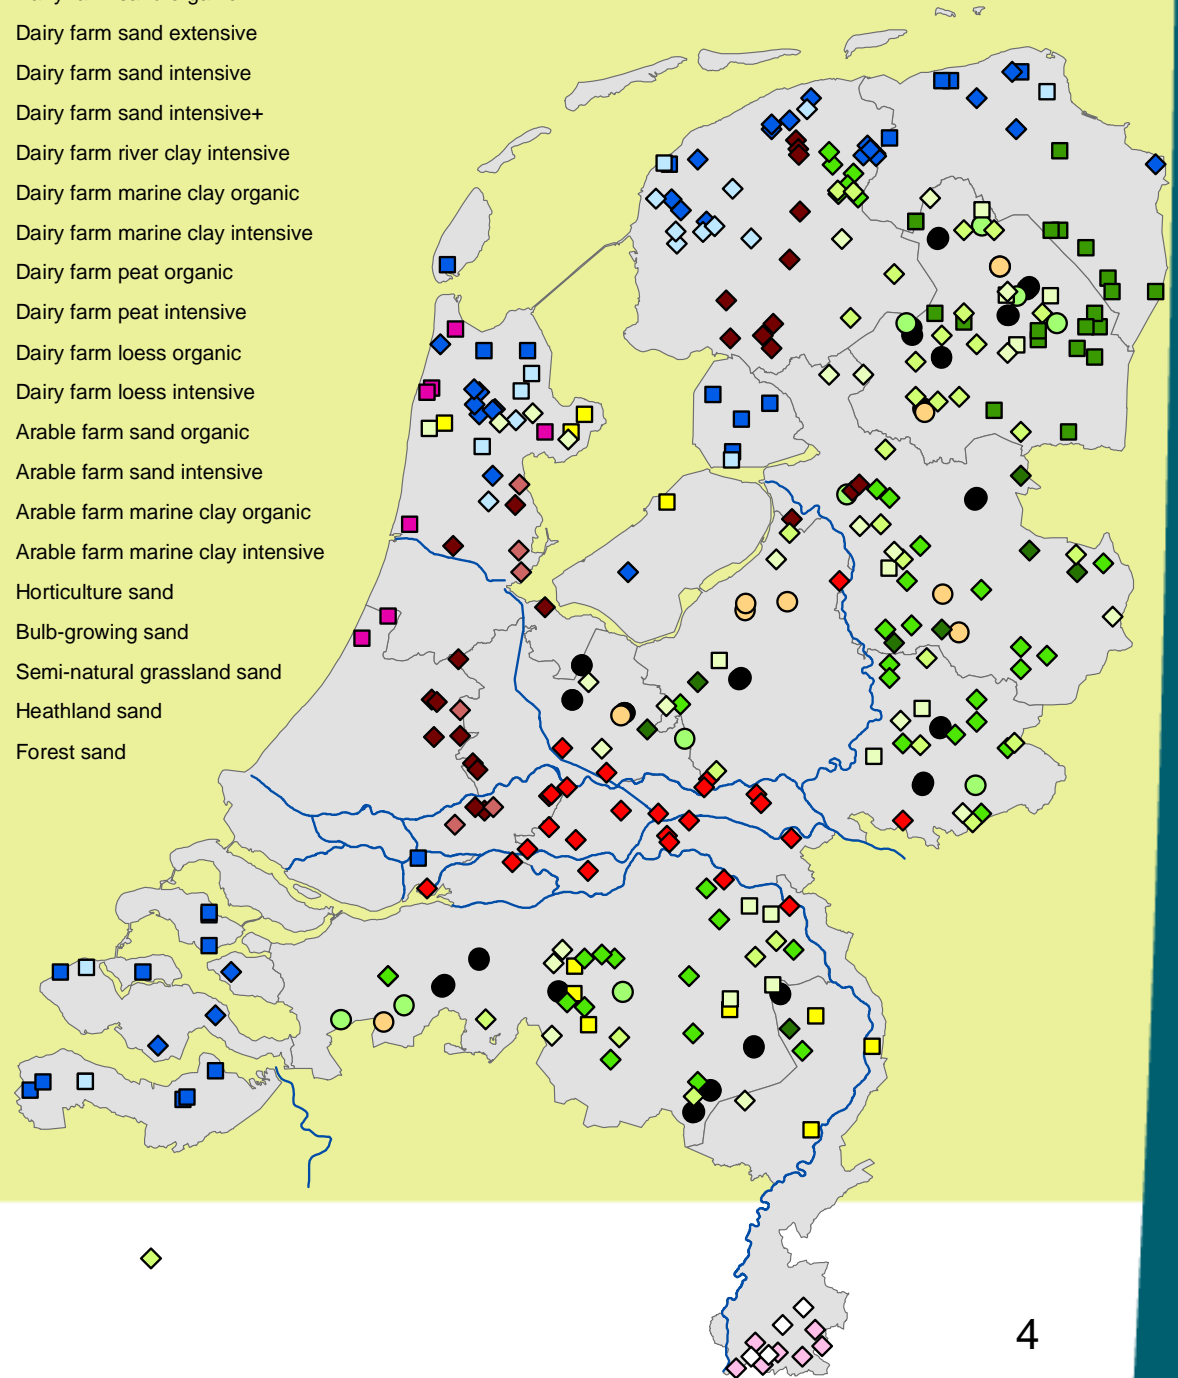 Dairy farm sand extensive
Dairy farm sand intensive
Dairy farm sand intensive+
Dairy farm river clay intensive
Dairy farm marine clay organic
Dairy farm marine clay intensive
Dairy farm peat organic
Dairy farm peat intensive
Dairy farm loess organic
Dairy farm loess intensive
Arable farm sand organic
Arable farm sand intensive
Arable farm marine clay organic
Arable farm marine clay intensive
Horticulture sand
Bulb-growing sand
Semi-natural grassland sand
Heathland sand
Forest sand
4